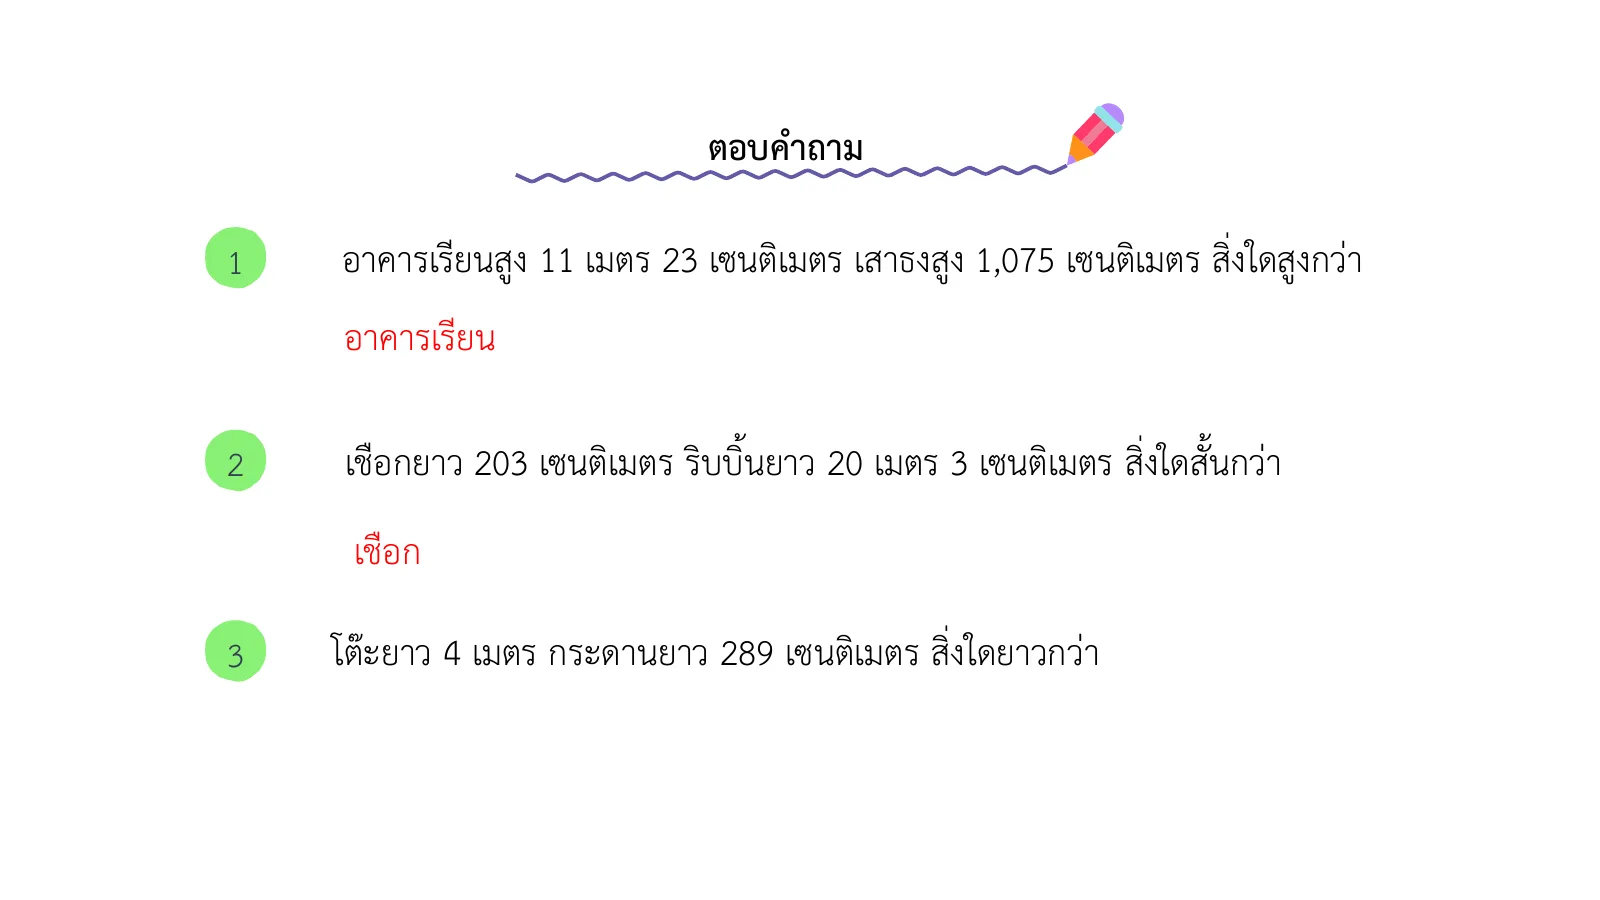 ตอบคำถาม
1 อาคารเรียนสูง 11 เมตร 23 เซนติเมตร เสาธงสูง 1,075 เซนติเมตร สิ่งใดสูงกว่า
อาคารเรียน
2 เชือกยาว 203 เซนติเมตร ริบบิ้นยาว 20 เมตร 3 เซนติเมตร สิ่งใดสั้นกว่า
เชือก
3 โต๊ะยาว 4 เมตร กระดานยาว 289 เซนติเมตร สิ่งใดยาวกว่า